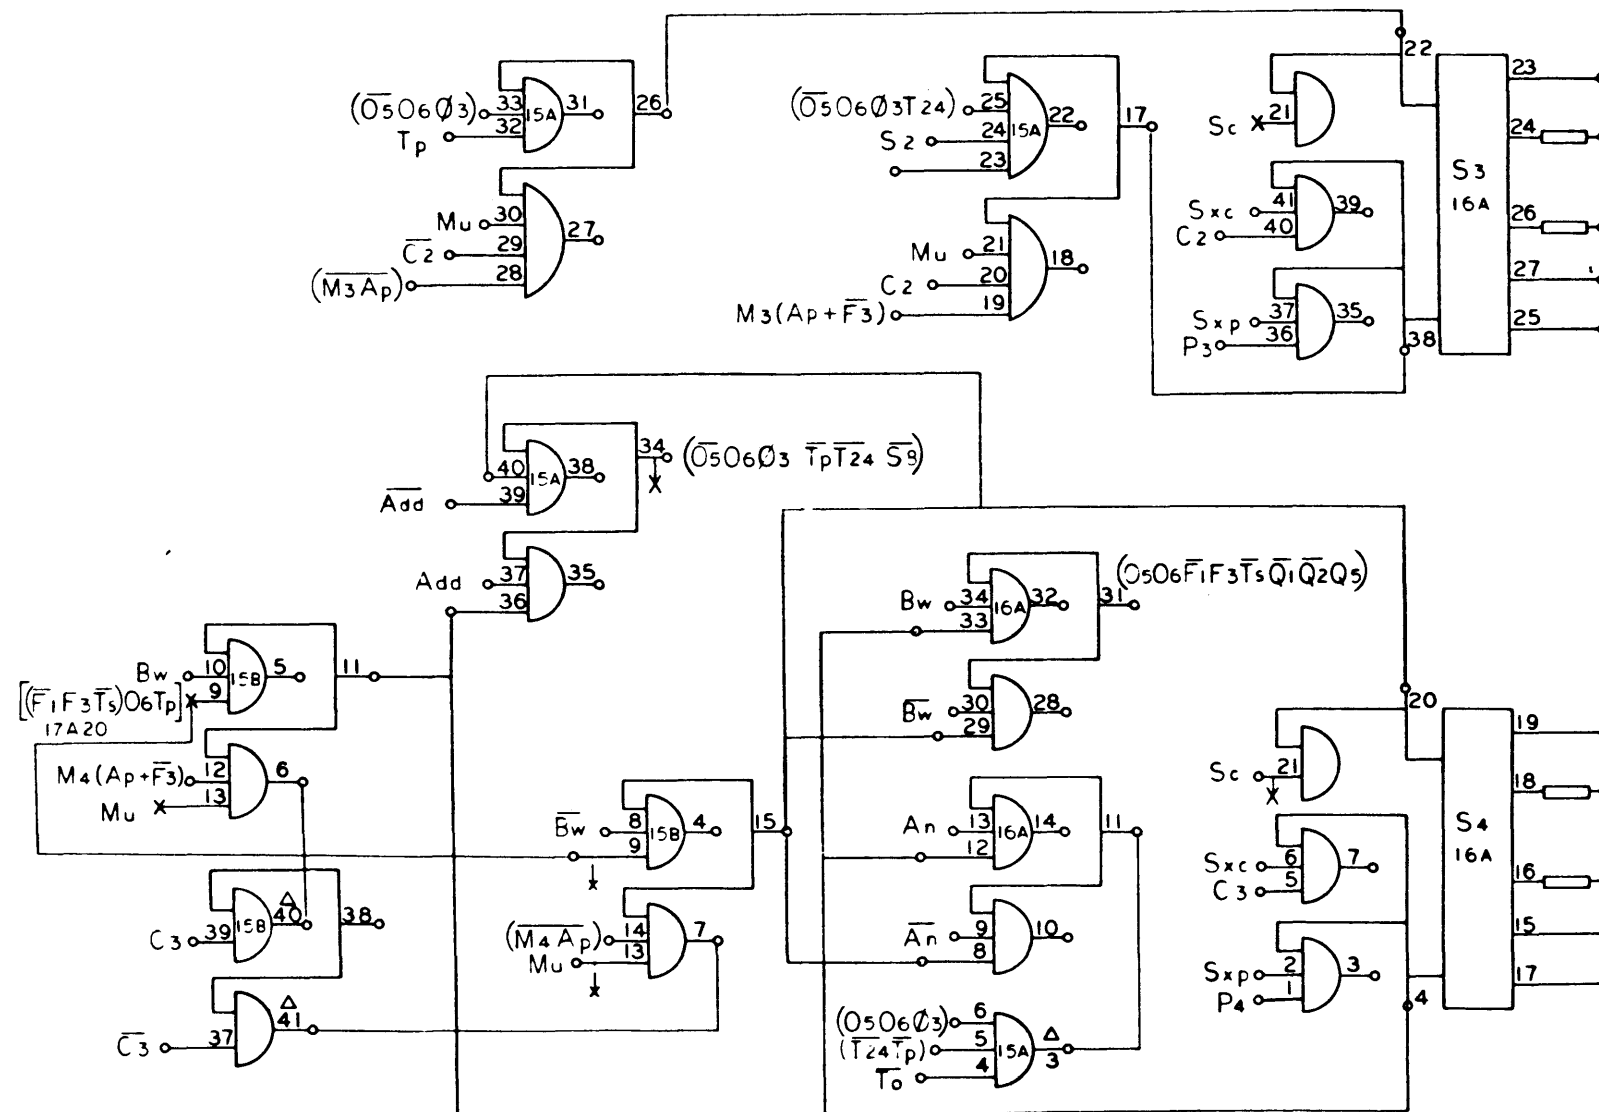 22
23
(O̅5O6Ø3) 33 15A 31 26
Tp 32
(O̅5O6Ø3T24) 25 15A 22 17
S2 24
23
Sc 21
24
S3
16A
Mu 30 27
C̅2 29
(M̅3̅A̅p̅) 28
Mu 21 18
C2 20
M3(Ap+F̅3) 19
Sxc 41 39
C2 40
26
27
Sxp 37 35
P3 36
38
25
40 15A 38 34 (O̅5O6Ø3 T̅pT̅2̅4̅ S̅8)
A̅d̅d̅ 39
Add 37 35
36
Bw 34 16A 32 31 (O5O6F̅1F3T̅sQ̅1Q̅2Q5)
33
Bw 10 15B 5 11
[(F̅1F3T̅s)O6Tp] 9
17A20
B̅w̅ 30 28
29
20
M4(Ap+F̅3) 12 6
Mu 13
Sc 21
19
18
S4
16A
B̅w̅ 8 15B 4 15
9
An 13 16A 14 11
12
Sxc 6 7
C3 5
16
15
17
C3 39 15B Δ 40 38
(M̅4̅A̅p̅) 14 7
Mu 13
A̅n̅ 9 10
8
Sxp 2 3
P4 1
4
C̅3 37 Δ 41
(O5O6Ø3) 6
(T̅2̅4̅T̅p) 5 15A Δ 3
T̅o̅ 4